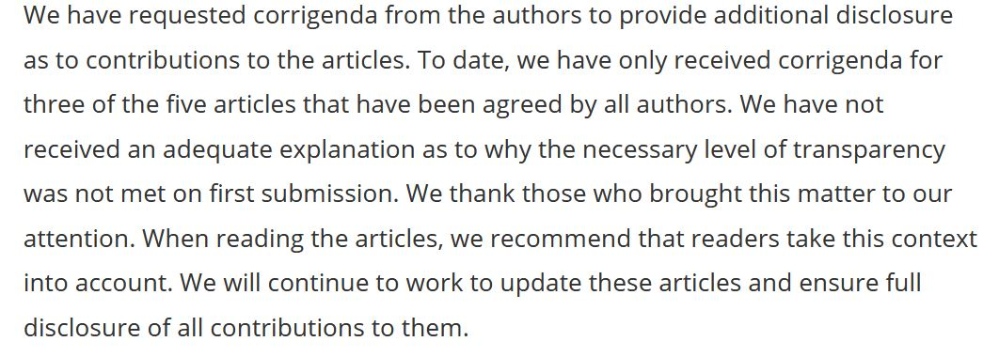 We have requested corrigenda from the authors to provide additional disclosure
as to contributions to the articles. To date, we have only received corrigenda for
three of the five articles that have been agreed by all authors. We have not
received an adequate explanation as to why the necessary level of transparency
was not met on first submission. We thank those who brought this matter to our
attention. When reading the articles, we recommend that readers take this context
into account. We will continue to work to update these articles and ensure full
disclosure of all contributions to them.